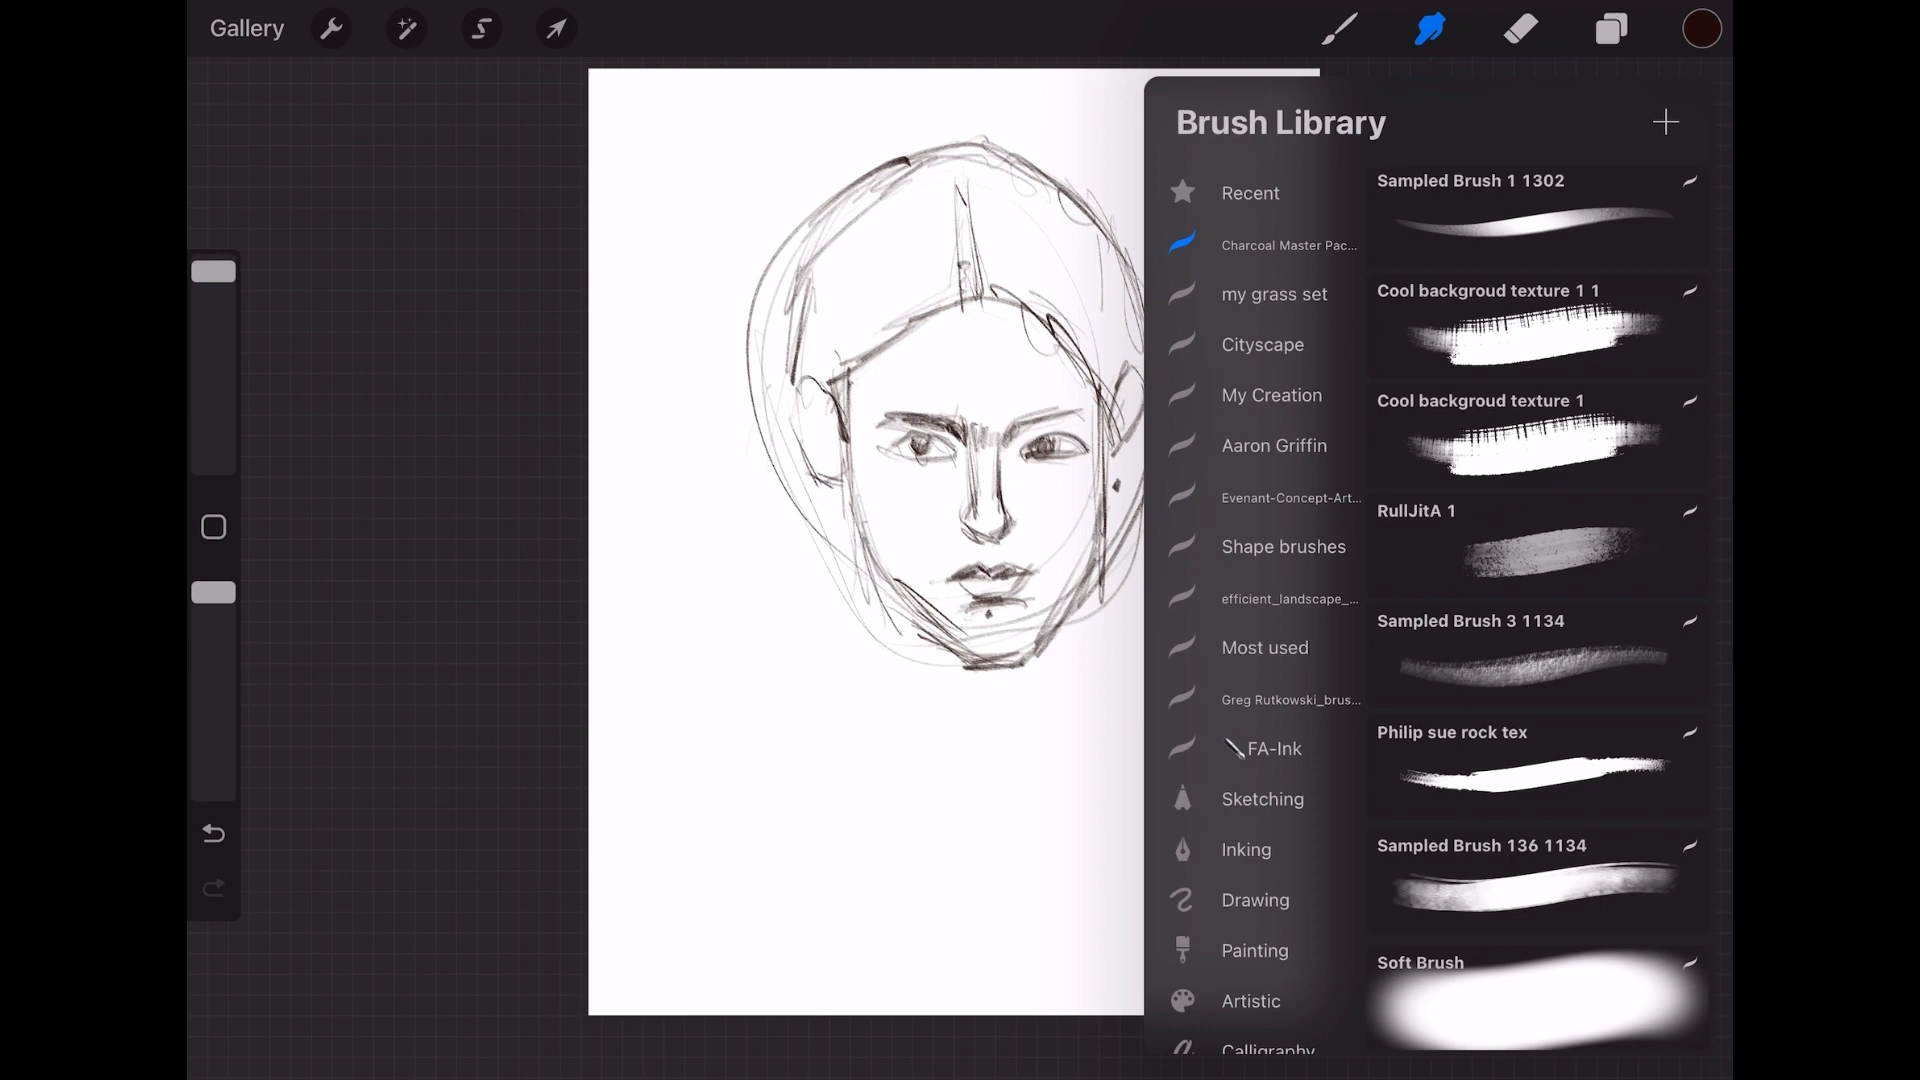 Gallery
Brush Library
Recent
Charcoal Master Pac...
my grass set
Cityscape
My Creation
Aaron Griffin
Evenant-Concept-Art...
Shape brushes
efficient_landscape_...
Most used
Greg Rutkowski_brus...
FA-Ink
Sketching
Inking
Drawing
Painting
Artistic
Calligraphy
Sampled Brush 1 1302
Cool backgroud texture 1 1
Cool backgroud texture 1
RullJitA 1
Sampled Brush 3 1134
Philip sue rock tex
Sampled Brush 136 1134
Soft Brush